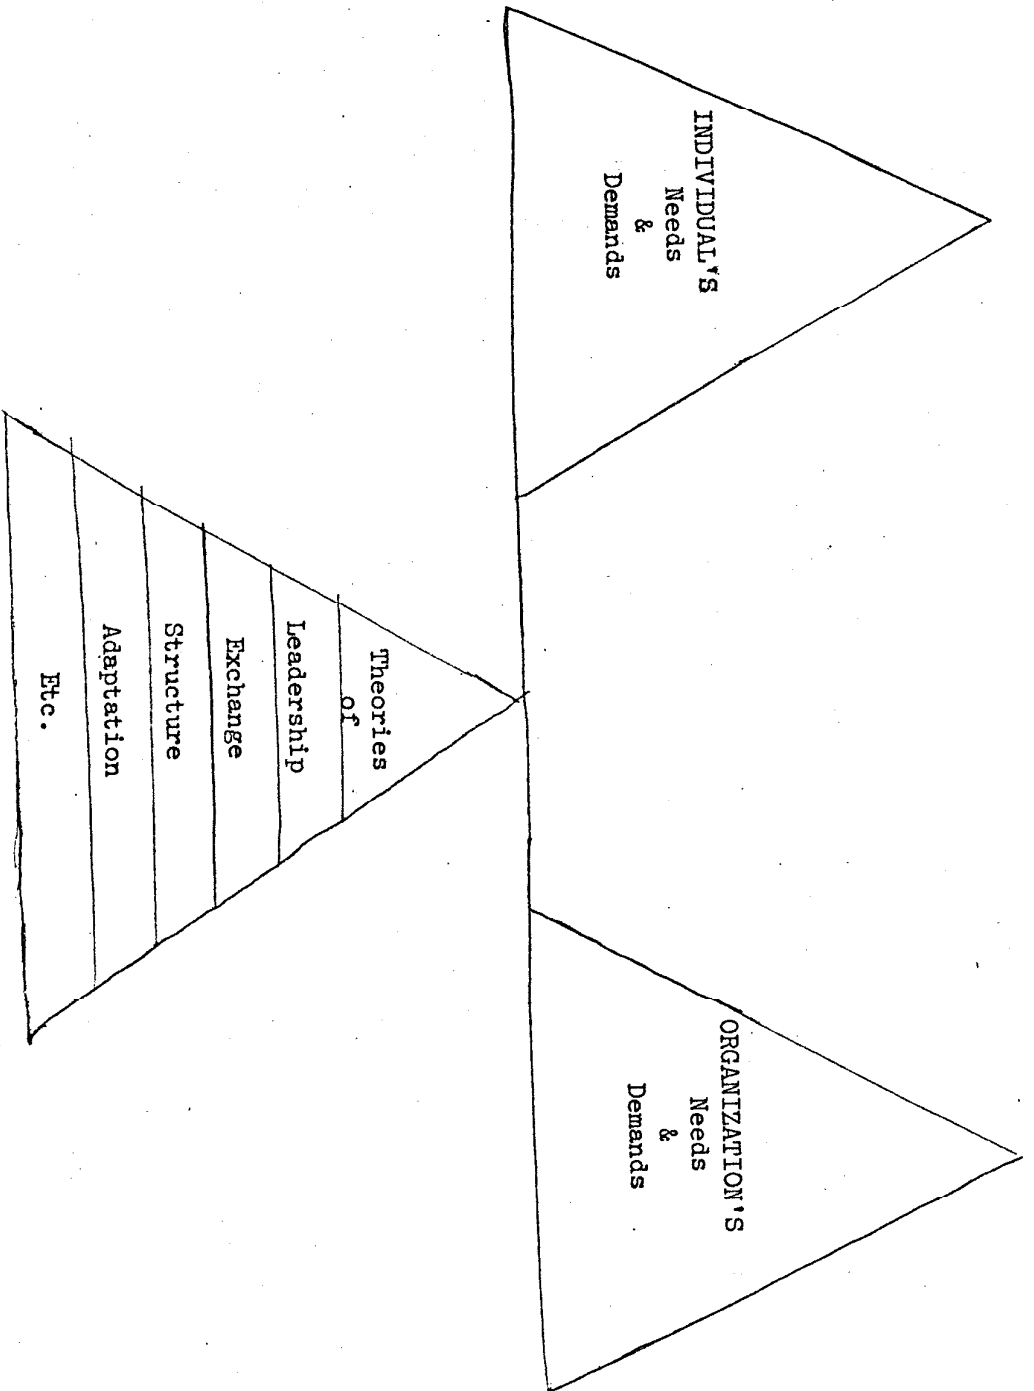 INDIVIDUAL'S
Needs
&
Demands
ORGANIZATION'S
Needs
&
Demands
Theories
of
Leadership
Exchange
Structure
Adaptation
Etc.